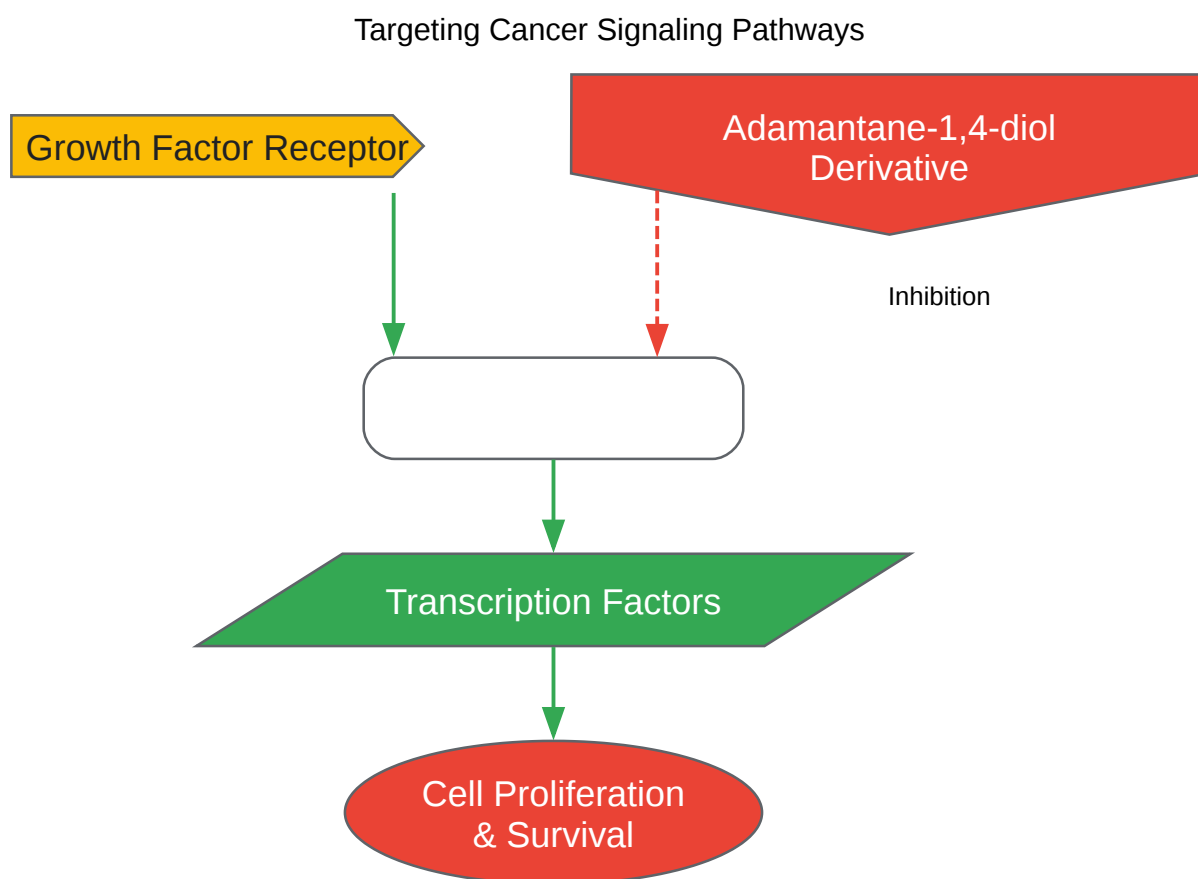 Targeting Cancer Signaling Pathways
Growth Factor Receptor
Adamantane-1,4-diol
Derivative
Inhibition
Transcription Factors
Cell Proliferation
& Survival